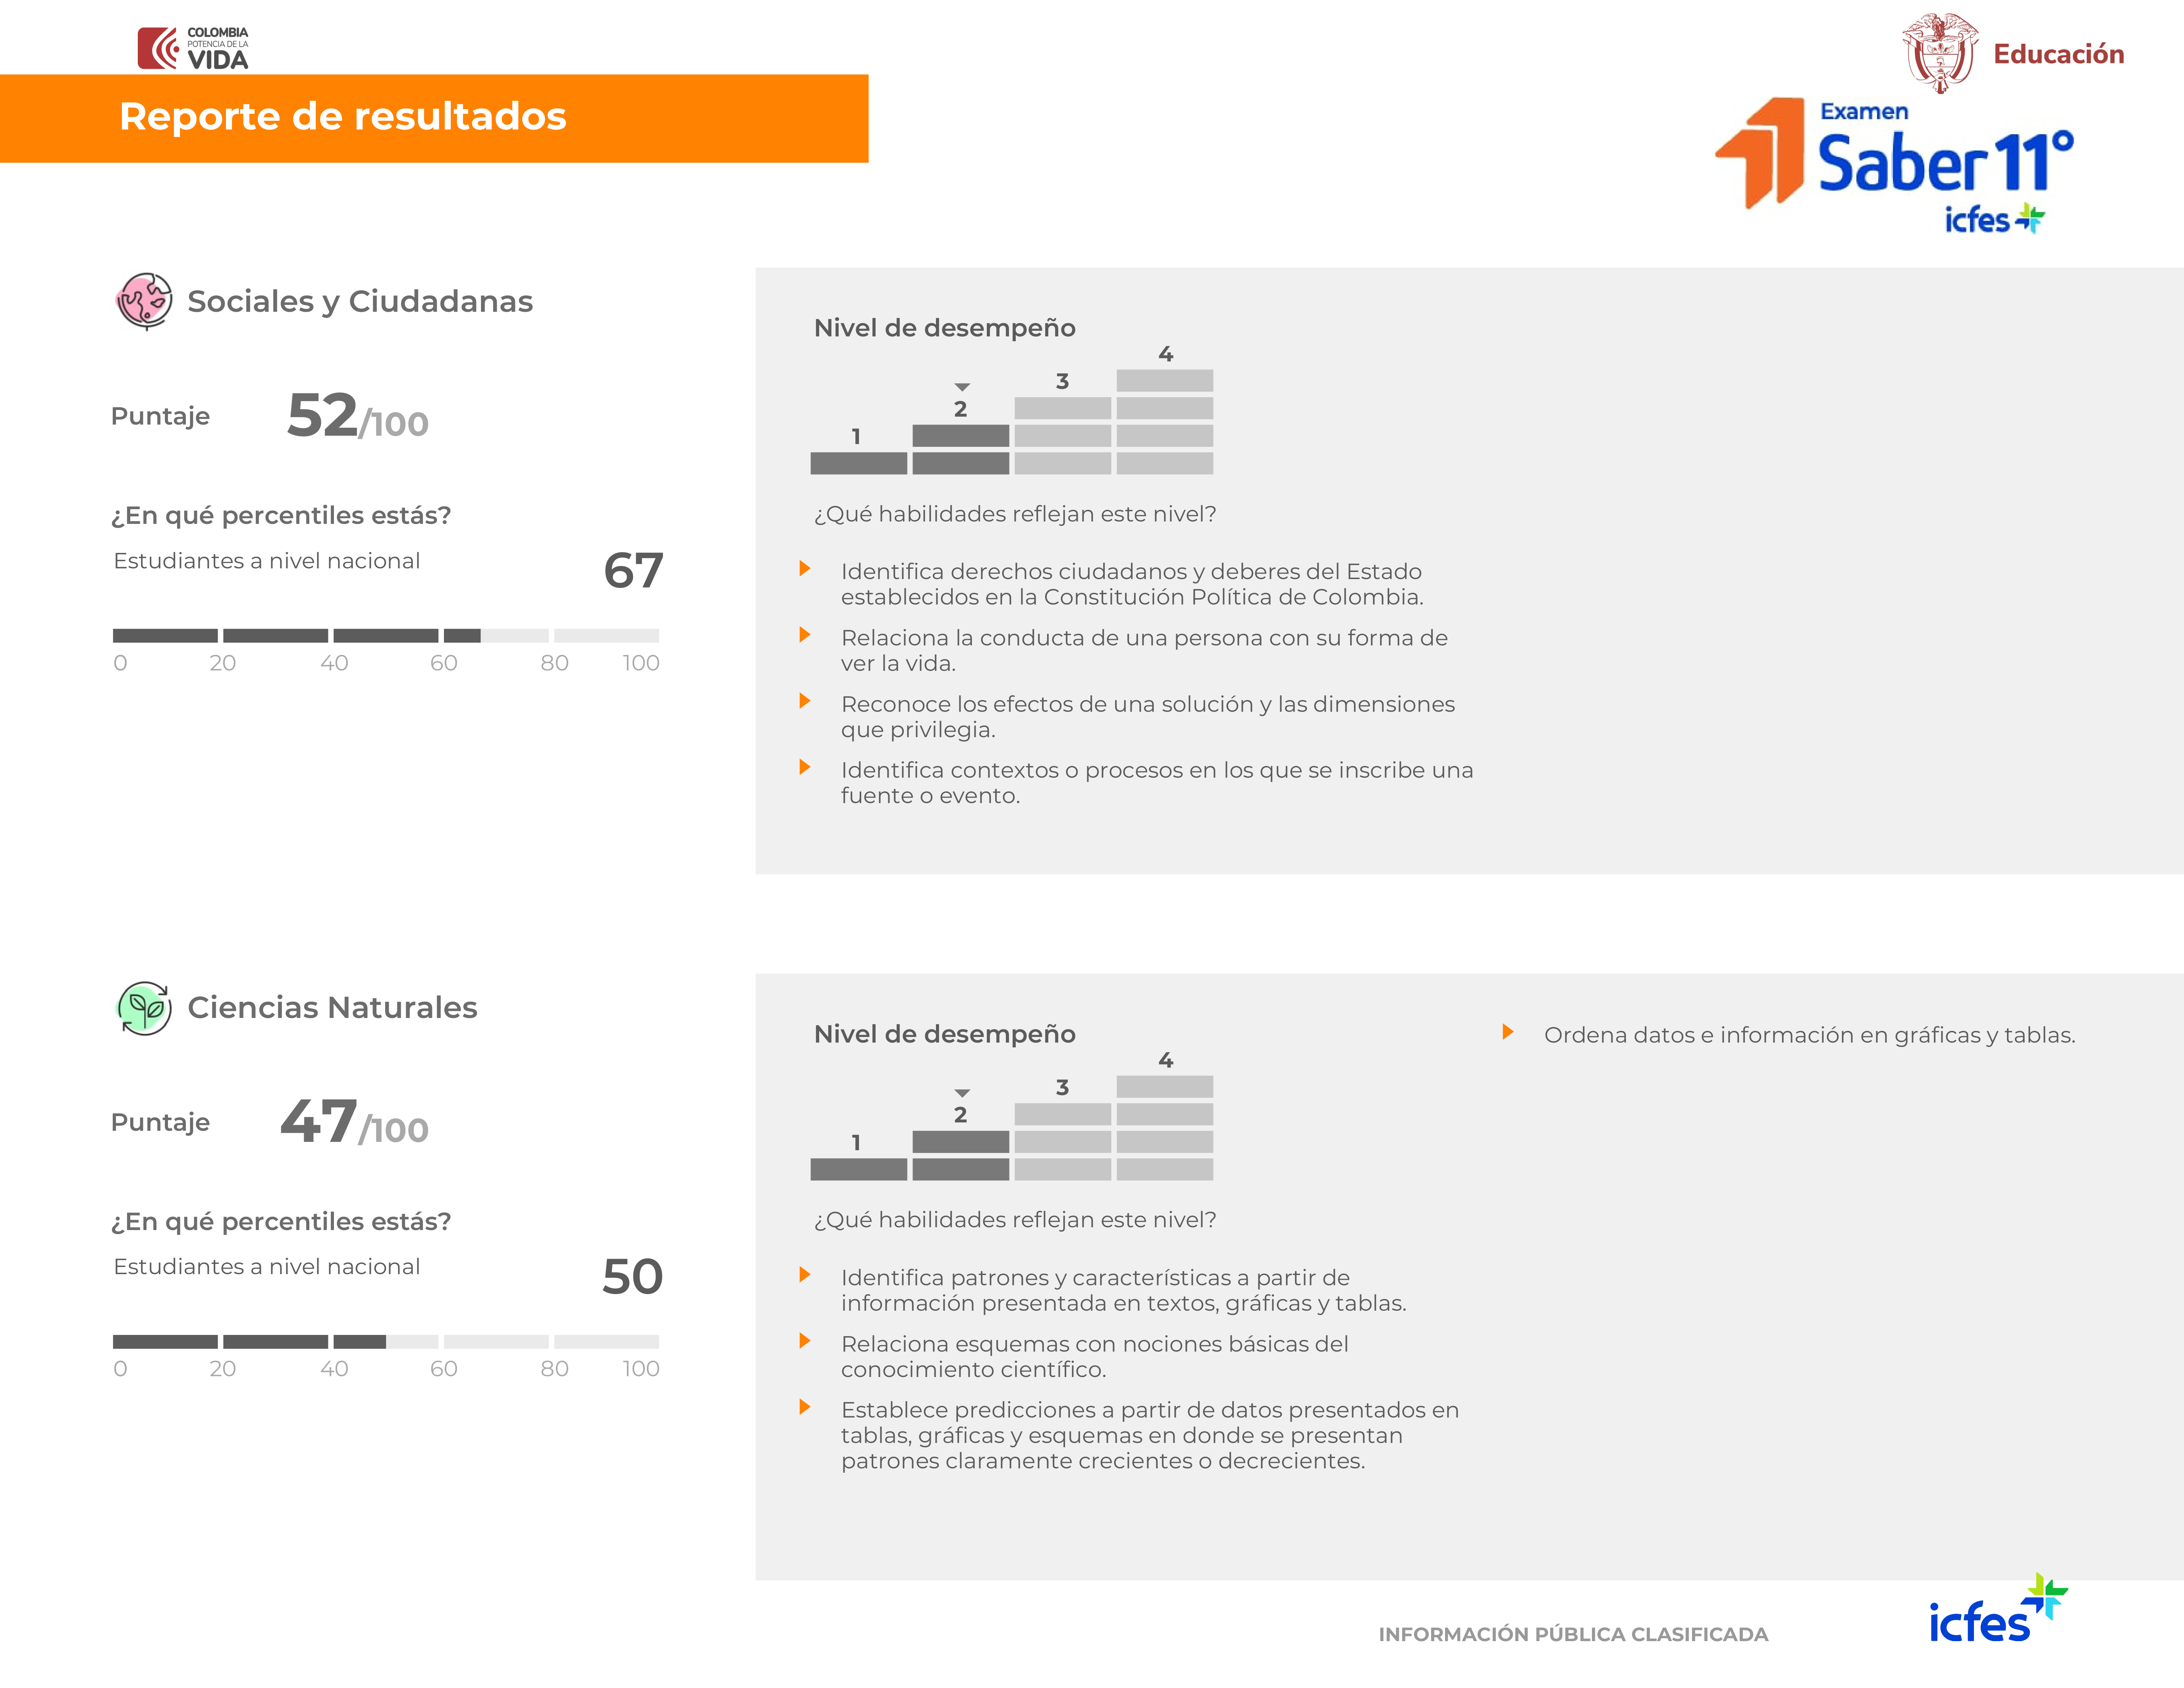 COLOMBIA
POTENCIA DE LA
VIDA
Educación
Reporte de resultados
Examen
Saber 11°
icfes
Sociales y Ciudadanas
Puntaje 52/100
¿En qué percentiles estás?
Estudiantes a nivel nacional 67
0 20 40 60 80 100
Nivel de desempeño
1 2 3 4
¿Qué habilidades reflejan este nivel?
Identifica derechos ciudadanos y deberes del Estado
establecidos en la Constitución Política de Colombia.
Relaciona la conducta de una persona con su forma de
ver la vida.
Reconoce los efectos de una solución y las dimensiones
que privilegia.
Identifica contextos o procesos en los que se inscribe una
fuente o evento.
Ciencias Naturales
Puntaje 47/100
¿En qué percentiles estás?
Estudiantes a nivel nacional 50
0 20 40 60 80 100
Nivel de desempeño
1 2 3 4
¿Qué habilidades reflejan este nivel?
Identifica patrones y características a partir de
información presentada en textos, gráficas y tablas.
Relaciona esquemas con nociones básicas del
conocimiento científico.
Establece predicciones a partir de datos presentados en
tablas, gráficas y esquemas en donde se presentan
patrones claramente crecientes o decrecientes.
Ordena datos e información en gráficas y tablas.
INFORMACIÓN PÚBLICA CLASIFICADA
icfes